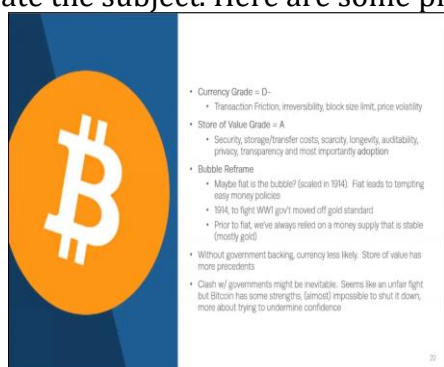 ate the subject. Here are some pi
• Currency Grade = D-
• Transaction Friction, irreversibility, block size limit, price volatility
• Store of Value Grade = A
• Security, storage/transfer costs, scarcity, longevity, auditability,
privacy, transparency and most importantly adoption
• Bubble Reframe
• Maybe fiat is the bubble? (scaled in 1914). Fiat leads to tempting
easy money policies
• 1914, to fight WW1 gov't moved off gold standard
• Prior to fiat, we've always relied on a money supply that is stable
(mostly gold)
• Without government backing, currency less likely. Store of value has
more precedents
• Clash w/ governments might be inevitable. Seems like an unfair fight
but Bitcoin has some strengths, (almost) impossible to shut it down,
more about trying to undermine confidence
20